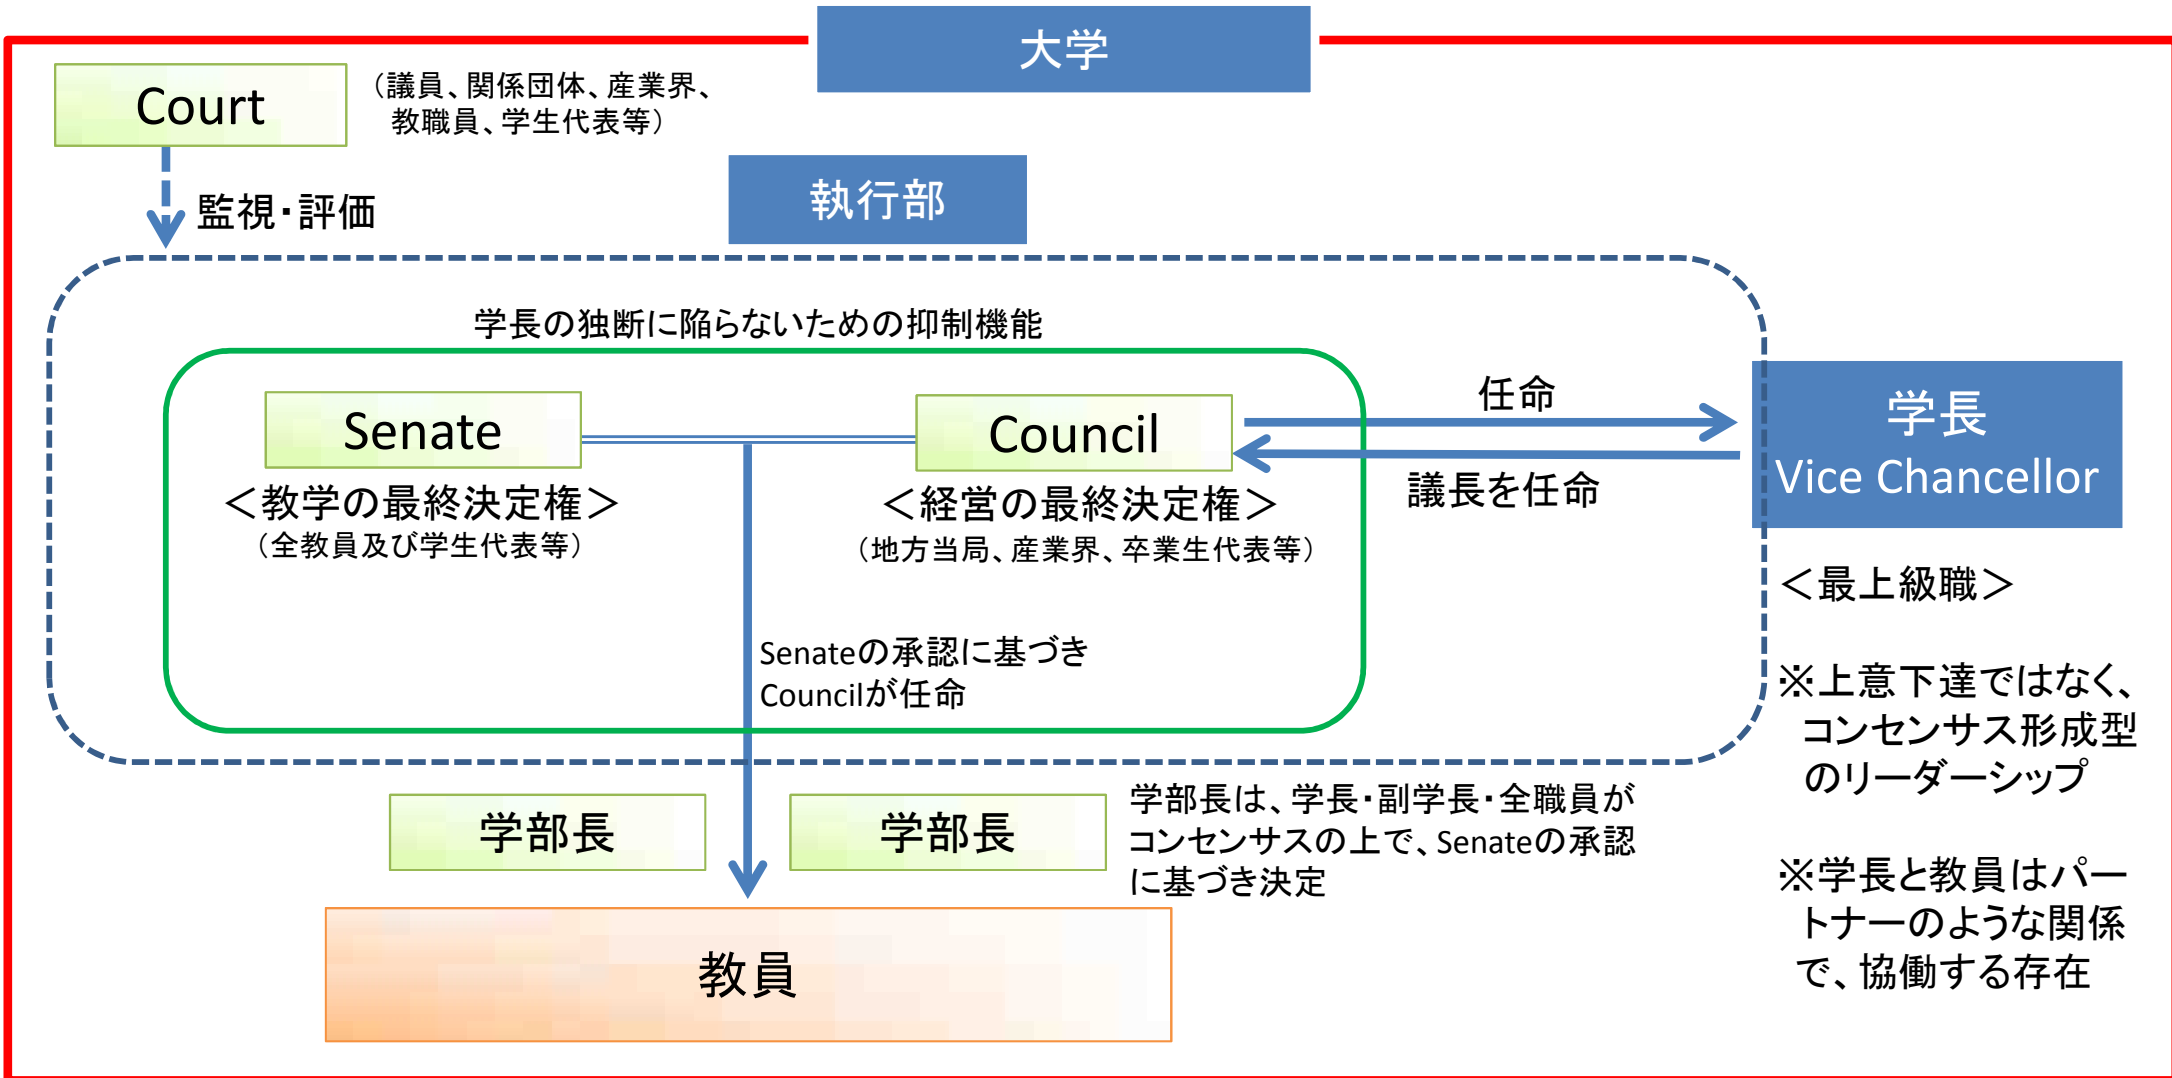 大学
Court
（議員、関係団体、産業界、
教職員、学生代表等）
監視・評価
執行部
学長の独断に陥らないための抑制機能
Senate
＜教学の最終決定権＞
（全教員及び学生代表等）
Council
＜経営の最終決定権＞
（地方当局、産業界、卒業生代表等）
任命
議長を任命
学長
Vice Chancellor
＜最上級職＞
※上意下達ではなく、
コンセンサス形成型
のリーダーシップ
※学長と教員はパー
トナーのような関係
で、協働する存在
Senateの承認に基づき
Councilが任命
学部長
学部長
学部長は、学長・副学長・全職員が
コンセンサスの上で、Senateの承認
に基づき決定
教員